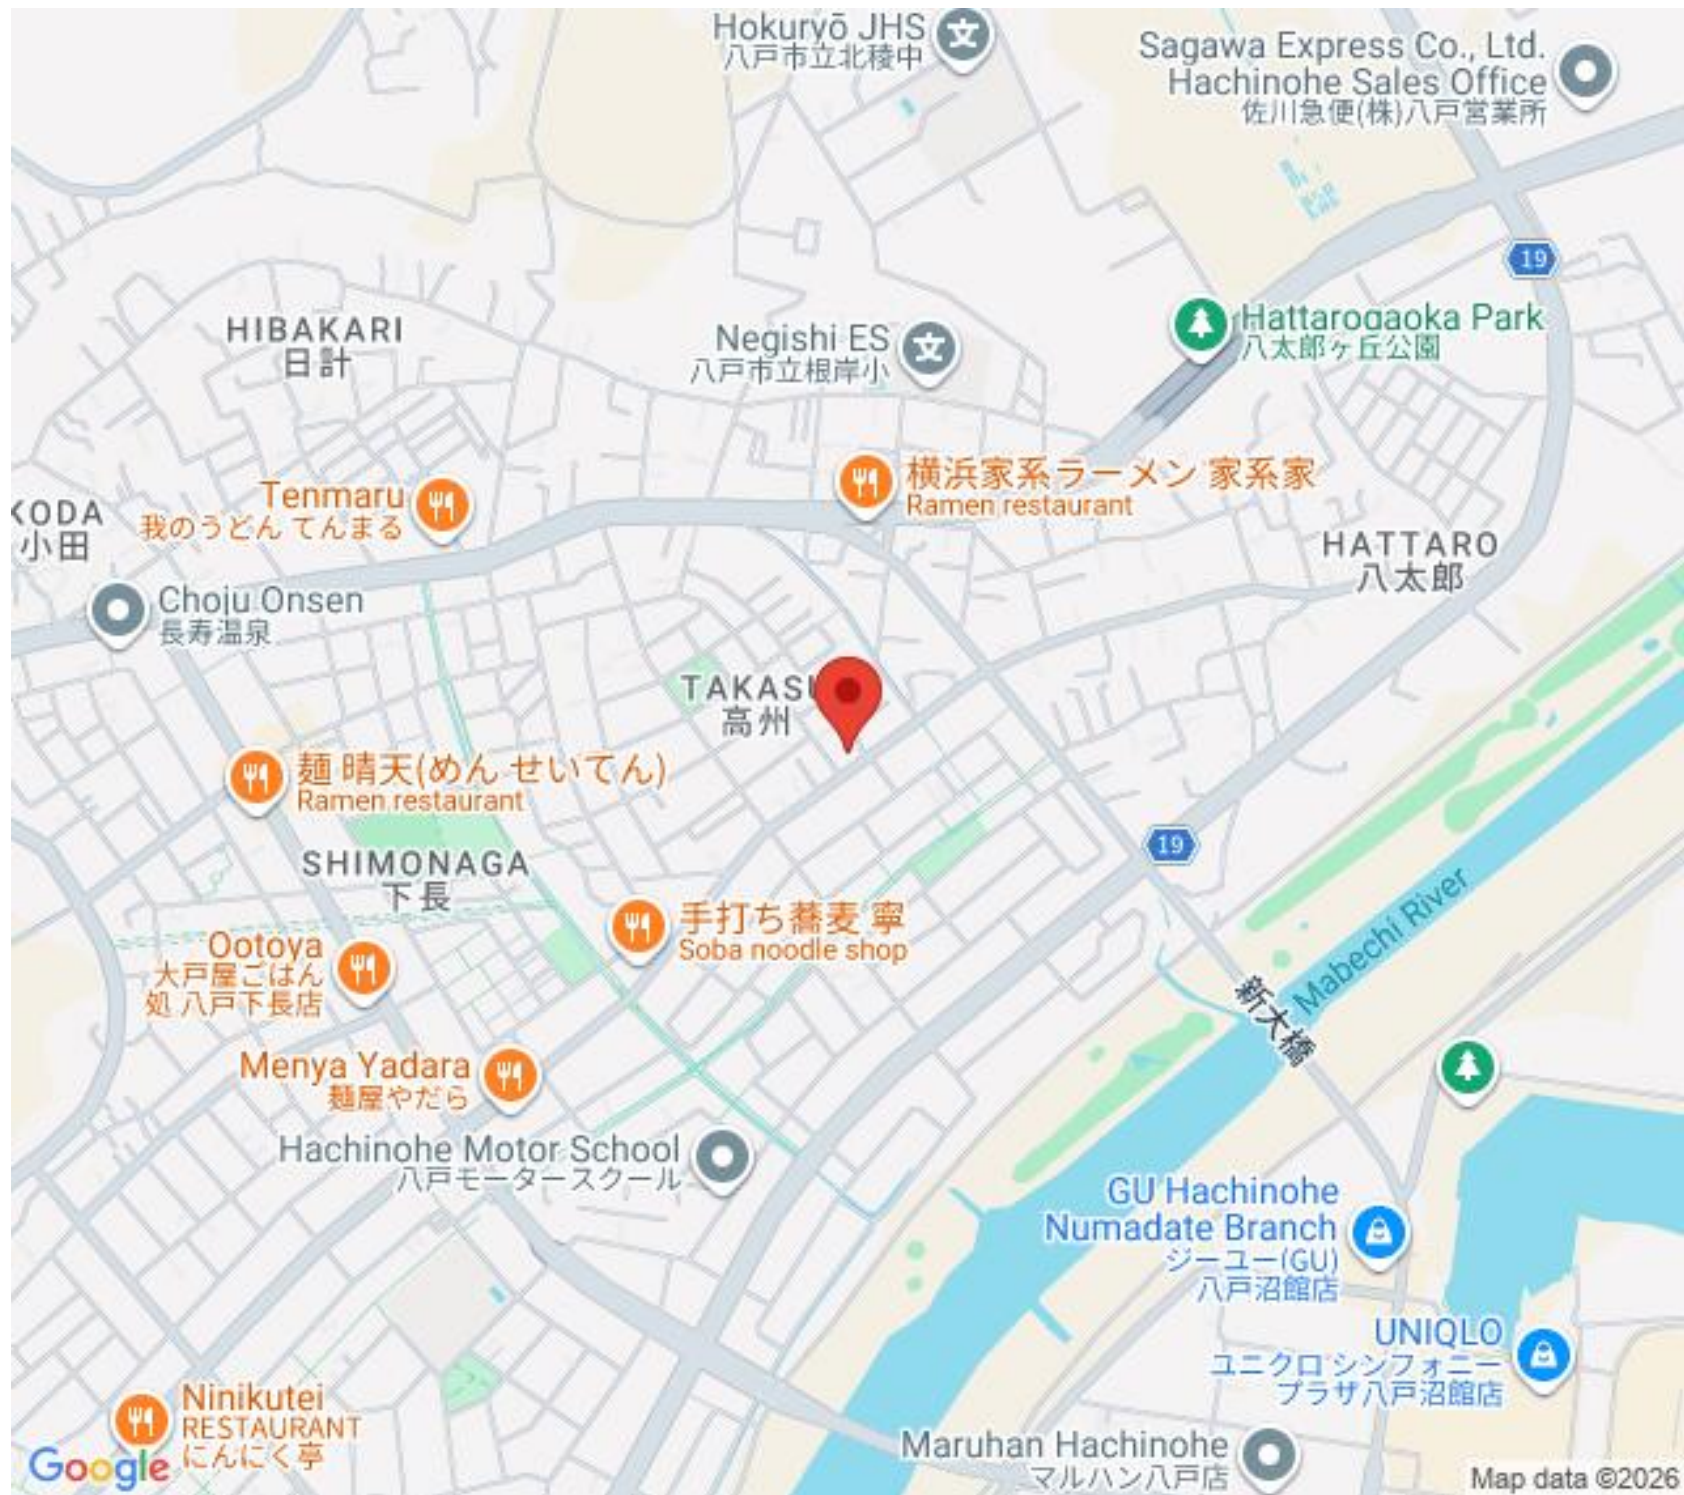 Hokuryō JHS
八戸市立北稜中
Sagawa Express Co., Ltd.
Hachinohe Sales Office
佐川急便(株)八戸営業所
19
HIBAKARI
日計
Negishi ES
八戸市立根岸小
Hattarogaoka Park
八太郎ヶ丘公園
Tenmaru
我のうどん てんまる
横浜家系ラーメン 家系家
Ramen restaurant
KODA
小田
HATTARO
八太郎
Choju Onsen
長寿温泉
TAKASU
高州
麺 晴天(めん せいてん)
Ramen restaurant
19
SHIMONAGA
下長
手打ち蕎麦 寧
Soba noodle shop
Ootoya
大戸屋ごはん
処 八戸下長店
Mabechi River
新大橋
Menya Yadara
麺屋やだら
Hachinohe Motor School
八戸モータースクール
GU Hachinohe
Numadate Branch
ジーユー(GU)
八戸沼館店
UNIQLO
ユニクロ シンフォニー
プラザ八戸沼館店
Ninikutei
RESTAURANT
にんにく亭
Maruhan Hachinohe
マルハン八戸店
Google
Map data ©2026